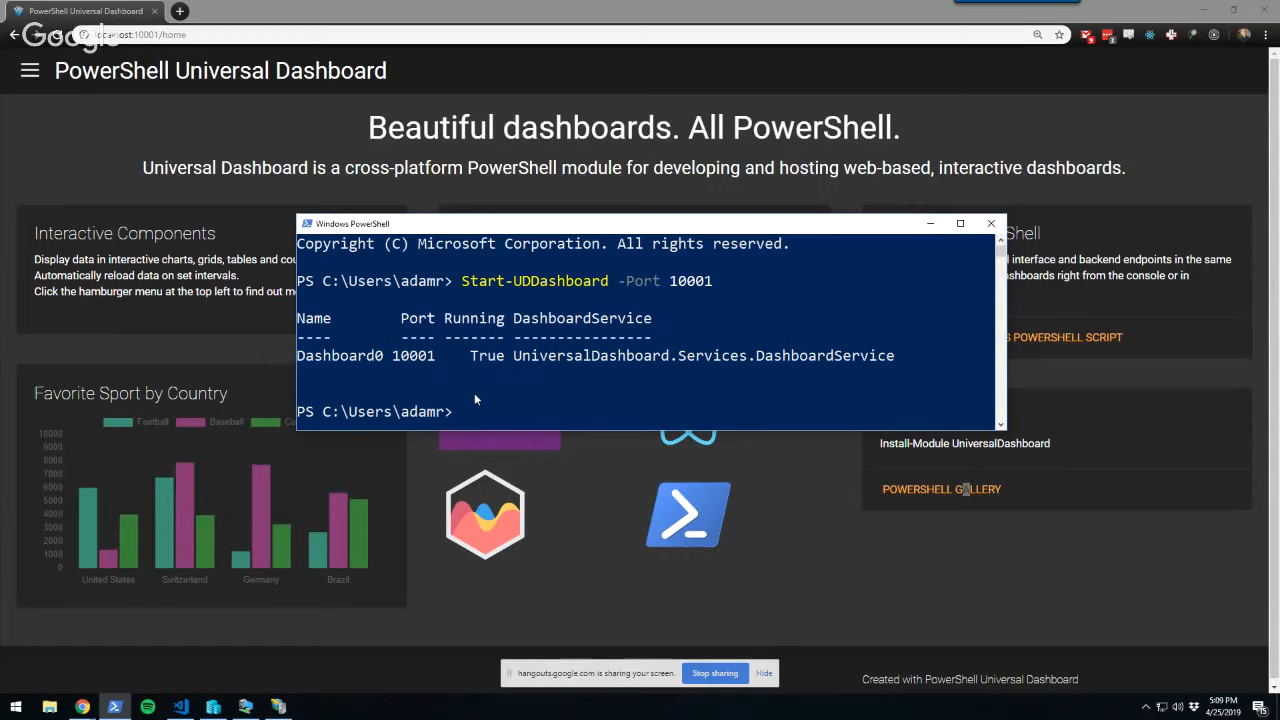 PowerShell Universal Dashboard
Google
localhost:10001/home
PowerShell Universal Dashboard
Beautiful dashboards. All PowerShell.
Universal Dashboard is a cross-platform PowerShell module for developing and hosting web-based, interactive dashboards.
Interactive Components
Display data in interactive charts, grids, tables and cou
Automatically reload data on set intervals.
Click the hamburger menu at the top left to find out m
Windows PowerShell
Copyright (C) Microsoft Corporation. All rights reserved.
PS C:\Users\adamr> Start-UDDashboard -Port 10001
Name Port Running DashboardService
---- ---- ------- ----------------
Dashboard0 10001 True UniversalDashboard.Services.DashboardService
PS C:\Users\adamr>
Shell
l interface and backend endpoints in the same
ashboards right from the console or in
S POWERSHELL SCRIPT
Favorite Sport by Country
Football Baseball Cu
10000
9000
8000
7000
6000
5000
4000
3000
2000
1000
0
United States Switzerland Germany Brazil
Install-Module UniversalDashboard
POWERSHELL GALLERY
hangouts.google.com is sharing your screen. Stop sharing Hide
Created with PowerShell Universal Dashboard
5:09 PM
4/25/2019